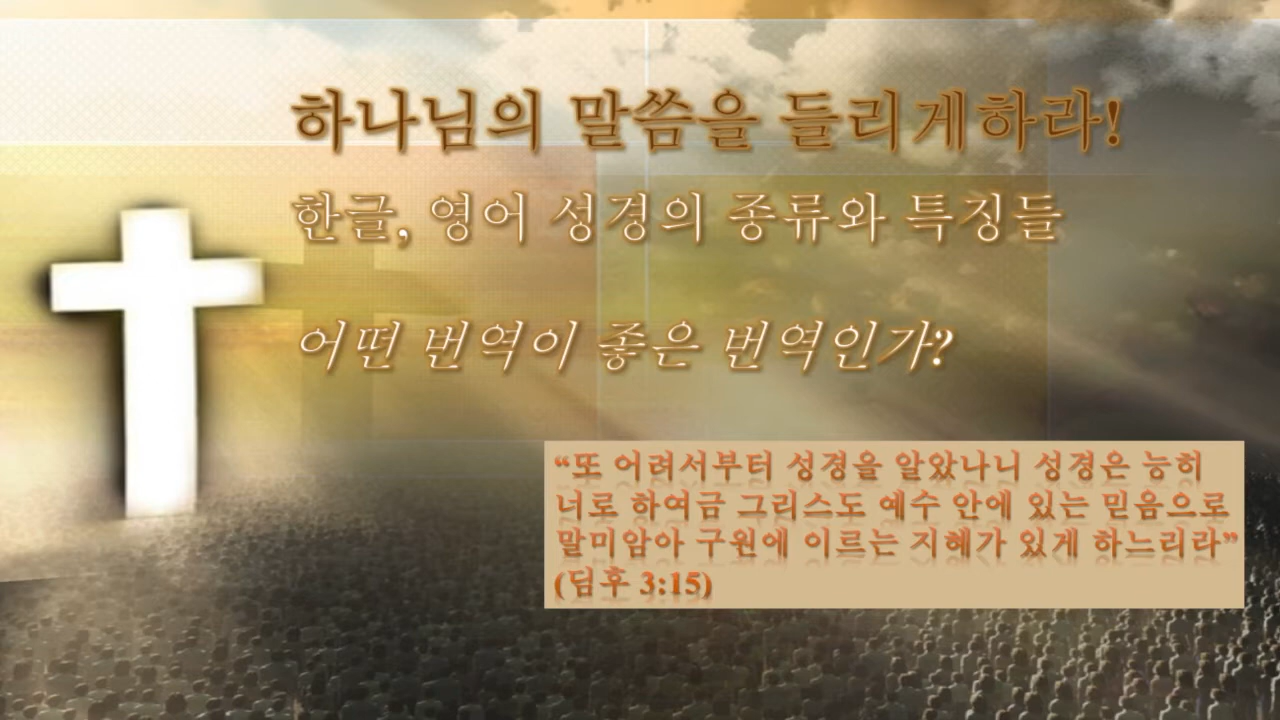 하나님의 말씀을 들리게하라!
한글, 영어 성경의 종류와 특징들
어떤 번역이 좋은 번역인가?
“또 어려서부터 성경을 알았나니 성경은 능히
너로 하여금 그리스도 예수 안에 있는 믿음으로
말미암아 구원에 이르는 지혜가 있게 하느리라”
(딤후 3:15)